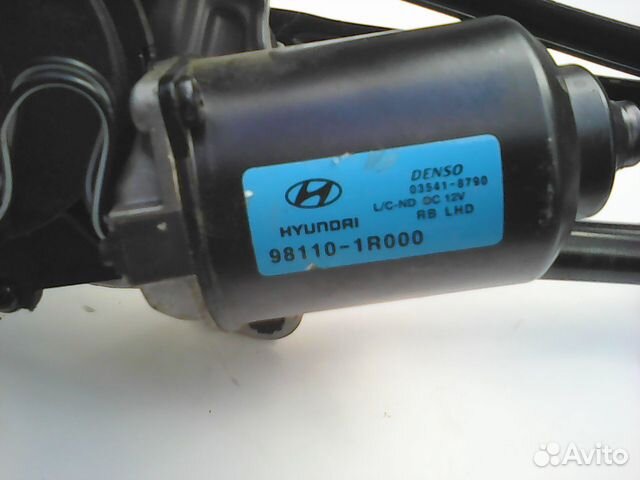 DENSO
03541-8790
L/C-ND DC 12V
RB LHD
HYUNDAI
98110-1R000
Avito